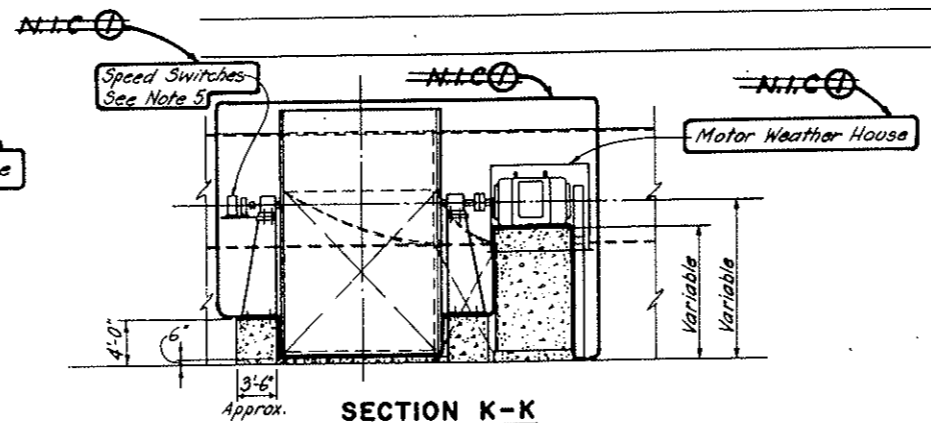 N.I.C 1
Speed Switches
See Note 5
N.I.C 1
N.I.C 1
Motor Weather House
e
4'-0"
6"
3'-6"
Approx.
Variable
Variable
SECTION K-K